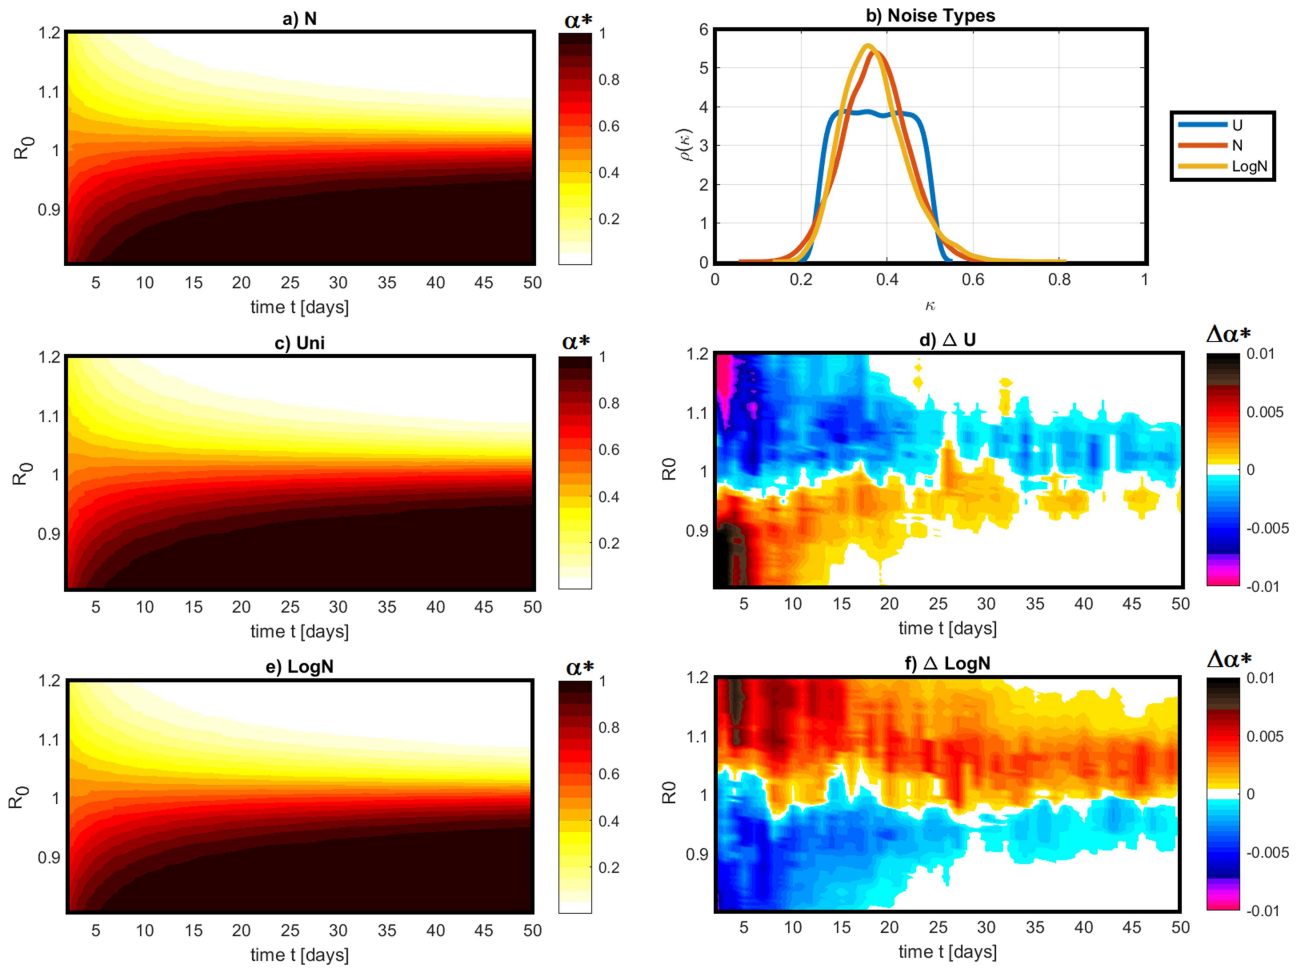 a) N
α*
1.2
1.1
1
0.9
R0
5 10 15 20 25 30 35 40 45 50
time t [days]
1
0.8
0.6
0.4
0.2
b) Noise Types
6
5
4
3
2
1
0
ρ(κ)
0 0.2 0.4 0.6 0.8 1
κ
U
N
LogN
c) Uni
α*
1.2
1.1
1
0.9
R0
5 10 15 20 25 30 35 40 45 50
time t [days]
1
0.8
0.6
0.4
0.2
d) Δ U
Δα*
1.2
1.1
1
0.9
R0
5 10 15 20 25 30 35 40 45 50
time t [days]
0.01
0.005
0
-0.005
-0.01
e) LogN
α*
1.2
1.1
1
0.9
R0
5 10 15 20 25 30 35 40 45 50
time t [days]
1
0.8
0.6
0.4
0.2
f) Δ LogN
Δα*
1.2
1.1
1
0.9
R0
5 10 15 20 25 30 35 40 45 50
time t [days]
0.01
0.005
0
-0.005
-0.01